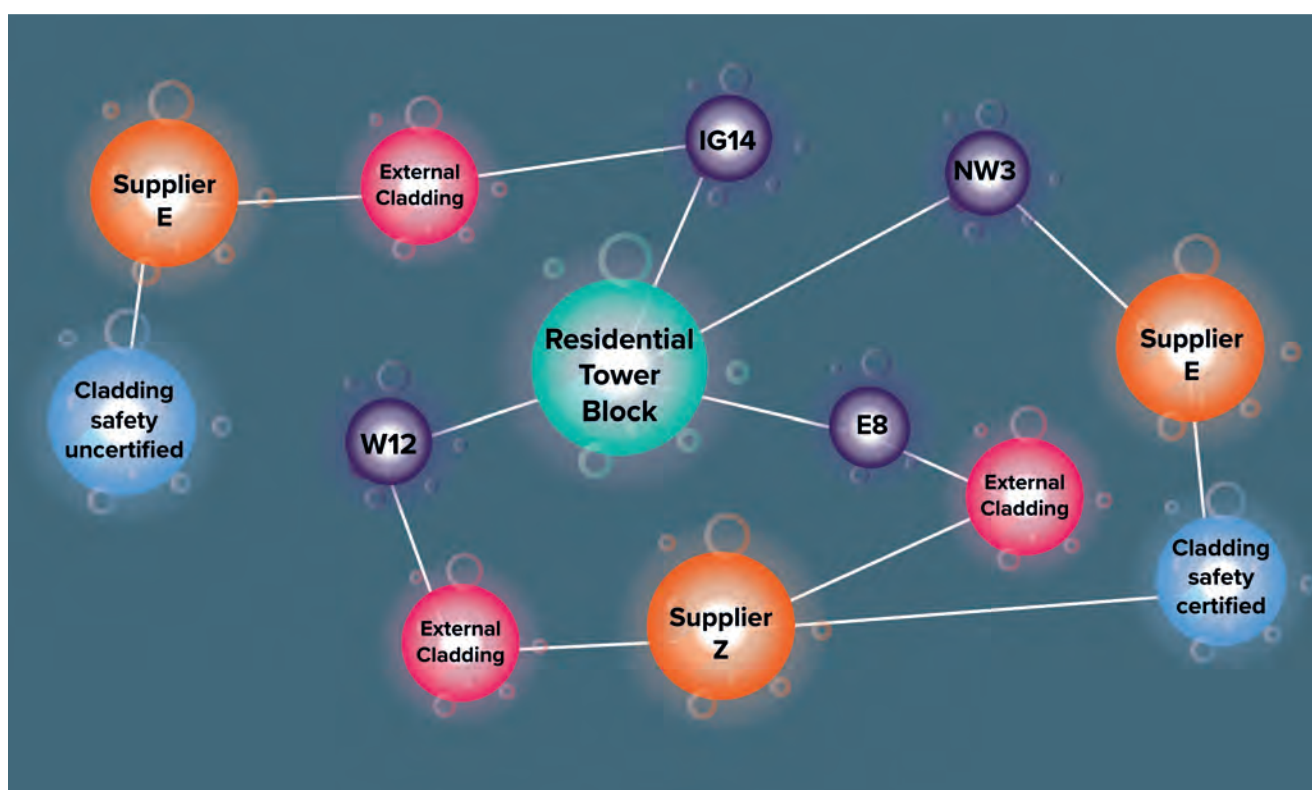 IG14
NW3
External
Cladding
Supplier
E
Residential
Tower
Block
Supplier
E
Cladding
safety
uncertified
E8
W12
External
Cladding
Cladding
safety
certified
Supplier
Z
External
Cladding